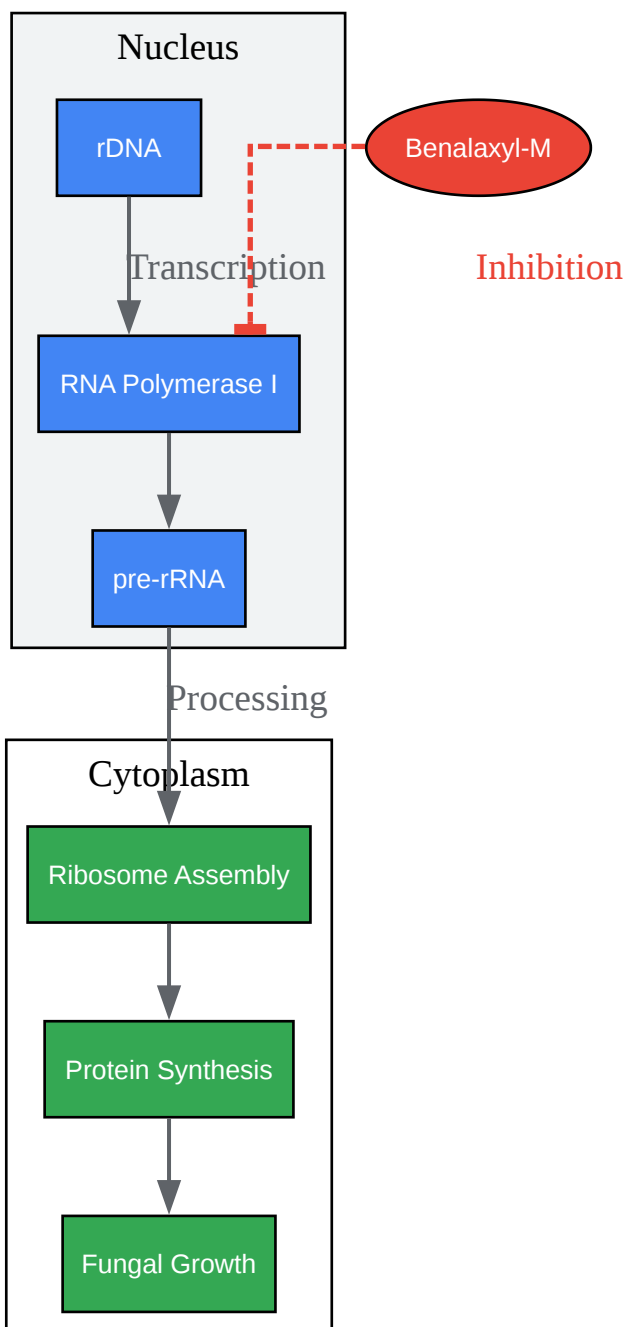 Nucleus
rDNA
Benalaxyl-M
Transcription
Inhibition
RNA Polymerase I
pre-rRNA
Processing
Cytoplasm
Ribosome Assembly
Protein Synthesis
Fungal Growth